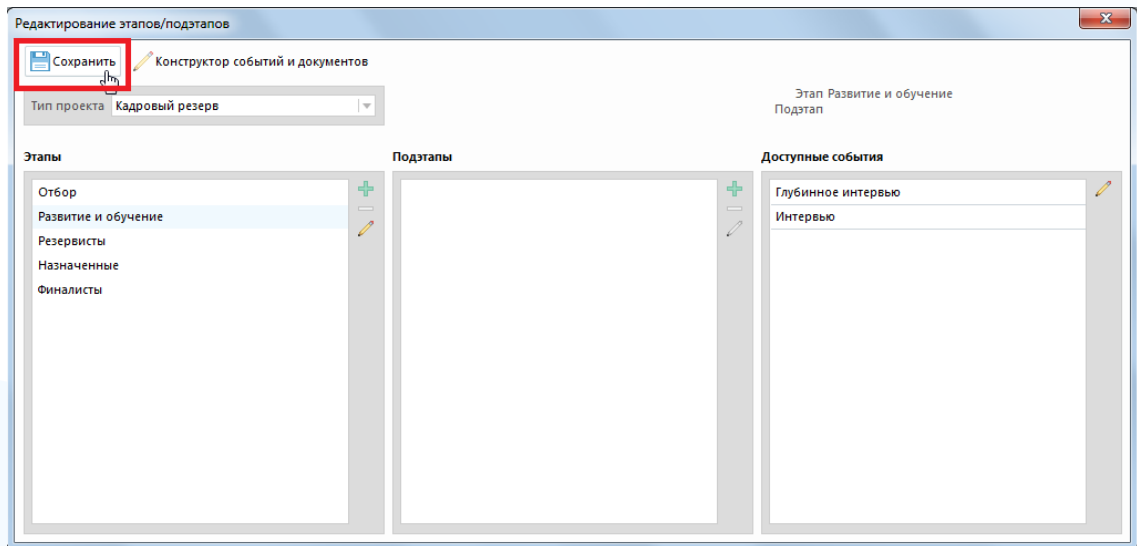 Редактирование этапов/подэтапов
Сохранить Конструктор событий и документов
Тип проекта Кадровый резерв
Этап Развитие и обучение
Подэтап
Этапы Подэтапы Доступные события
Отбор
Развитие и обучение
Резервисты
Назначенные
Финалисты
Глубинное интервью
Интервью